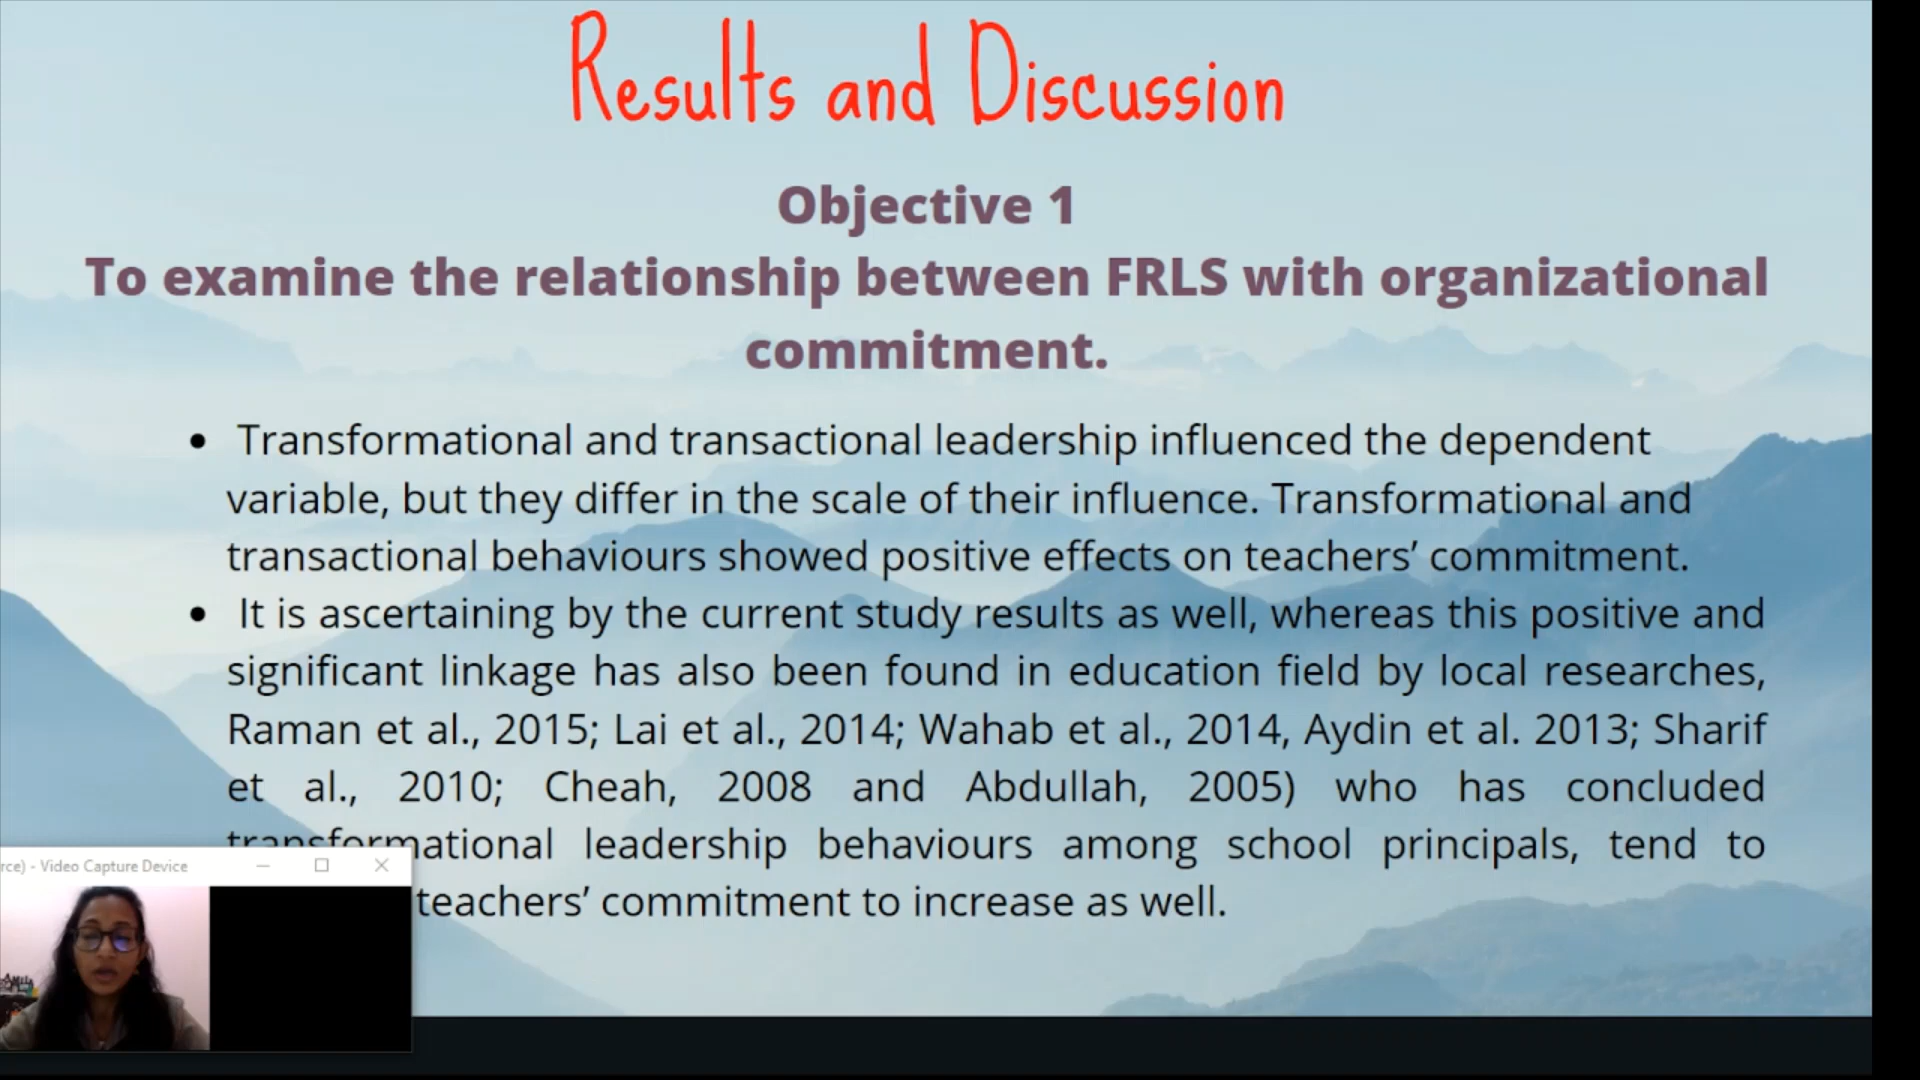 Results and Discussion
Objective 1
To examine the relationship between FRLS with organizational
commitment.
• Transformational and transactional leadership influenced the dependent
variable, but they differ in the scale of their influence. Transformational and
transactional behaviours showed positive effects on teachers’ commitment.
• It is ascertaining by the current study results as well, whereas this positive and
significant linkage has also been found in education field by local researches,
Raman et al., 2015; Lai et al., 2014; Wahab et al., 2014, Aydin et al. 2013; Sharif
et al., 2010; Cheah, 2008 and Abdullah, 2005) who has concluded
transformational leadership behaviours among school principals, tend to
teachers’ commitment to increase as well.
rce) - Video Capture Device